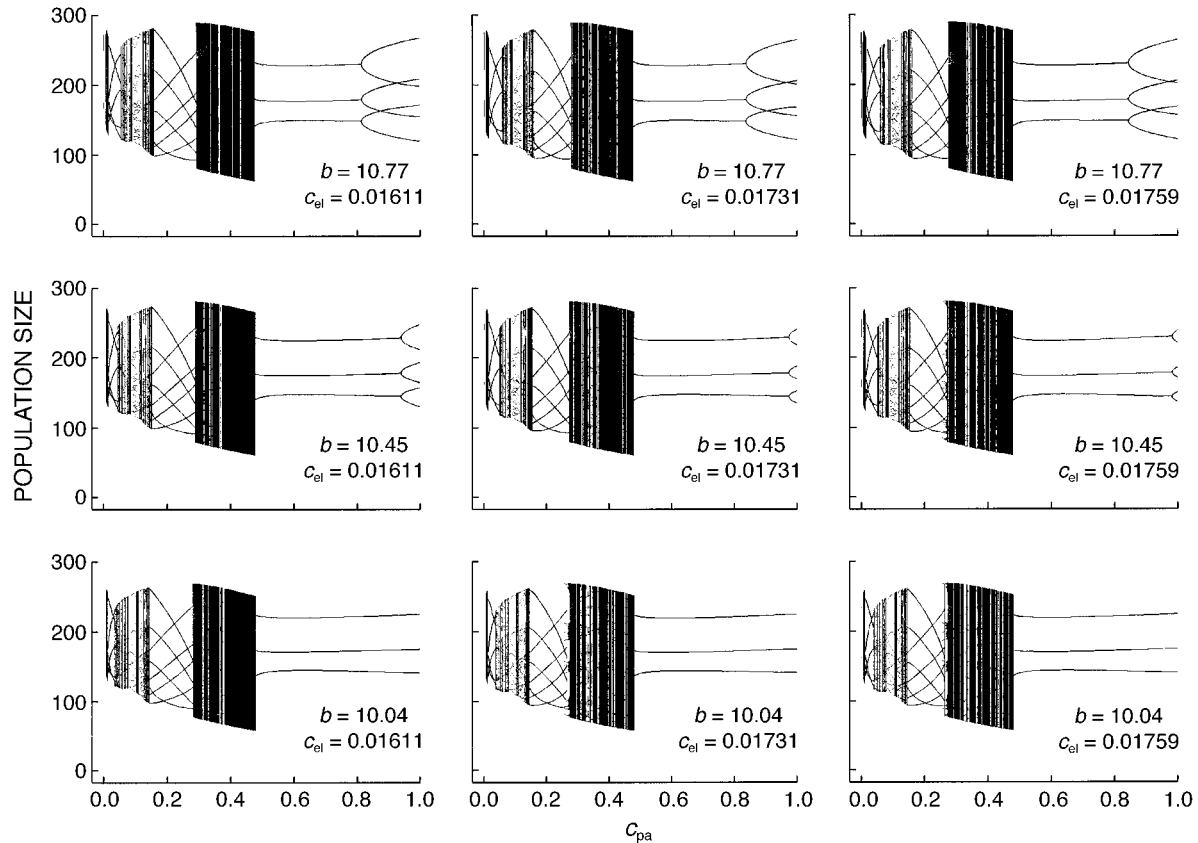 300
200
100
0
b = 10.77
c_el = 0.01611
b = 10.77
c_el = 0.01731
b = 10.77
c_el = 0.01759
POPULATION SIZE
300
200
100
0
b = 10.45
c_el = 0.01611
b = 10.45
c_el = 0.01731
b = 10.45
c_el = 0.01759
300
200
100
0
b = 10.04
c_el = 0.01611
b = 10.04
c_el = 0.01731
b = 10.04
c_el = 0.01759
0.0 0.2 0.4 0.6 0.8 1.0
0.0 0.2 0.4 0.6 0.8 1.0
0.0 0.2 0.4 0.6 0.8 1.0
c_pa